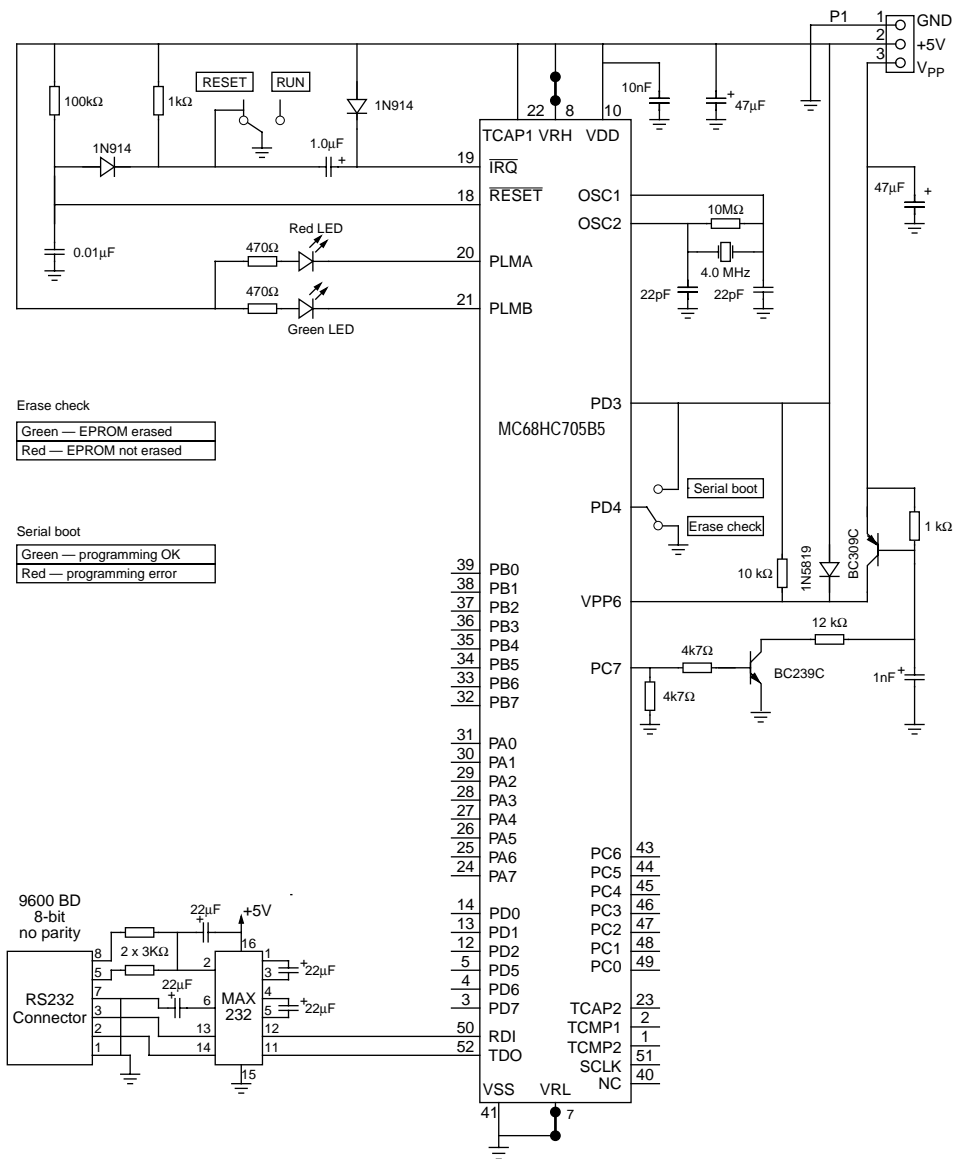 P1
1
GND
2
+5V
3
VPP
100kΩ
1kΩ
RESET
RUN
1N914
10nF
47µF
22
8
10
TCAP1
VRH
VDD
1N914
1.0µF
+
19
IRQ
18
RESET
OSC1
OSC2
10MΩ
4.0 MHz
22pF
22pF
47µF
+
0.01µF
Red LED
470Ω
20
PLMA
470Ω
21
PLMB
Green LED
Erase check
Green — EPROM erased
Red — EPROM not erased
PD3
MC68HC705B5
Serial boot
PD4
Erase check
Serial boot
Green — programming OK
Red — programming error
1 kΩ
BC309C
1N5819
10 kΩ
VPP6
12 kΩ
PC7
4k7Ω
BC239C
4k7Ω
1nF
+
39 PB0
38 PB1
37 PB2
36 PB3
35 PB4
34 PB5
33 PB6
32 PB7
31 PA0
30 PA1
29 PA2
28 PA3
27 PA4
26 PA5
25 PA6
24 PA7
14 PD0
13 PD1
12 PD2
5 PD5
4 PD6
3 PD7
50 RDI
52 TDO
PC6 43
PC5 44
PC4 45
PC3 46
PC2 47
PC1 48
PC0 49
TCAP2 23
TCMP1 2
TCMP2 1
SCLK 51
NC 40
9600 BD
8-bit
no parity
22µF
+
+5V
16
8
2 x 3KΩ
5
2
1
3
+
22µF
7
22µF
+
6
MAX
232
4
5
+
22µF
RS232
Connector
3
13
12
2
14
11
1
15
VSS
VRL
41
7